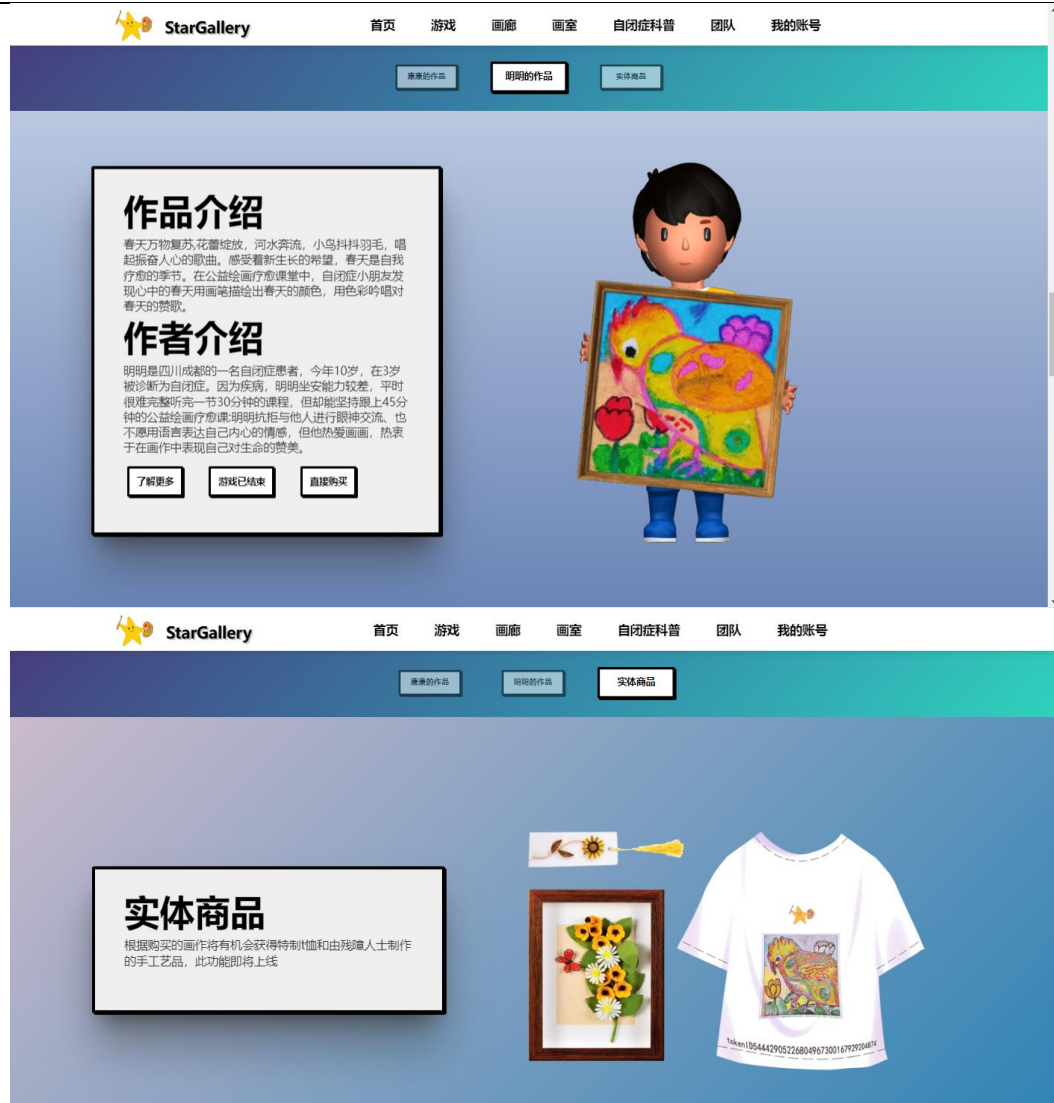 StarGallery 首页 游戏 画廊 画室 自闭症科普 团队 我的账号
康康的作品 明明的作品 实体商品
作品介绍
春天万物复苏,花蕾绽放，河水奔流，小鸟抖抖羽毛，唱
起振奋人心的歌曲。感受着新生长的希望，春天是自我
疗愈的季节。在公益绘画疗愈课堂中，自闭症小朋友发
现心中的春天用画笔描绘出春天的颜色，用色彩吟唱对
春天的赞歌。
作者介绍
明明是四川成都的一名自闭症患者，今年10岁，在3岁
被诊断为自闭症。因为疾病，明明坐安能力较差，平时
很难完整听完一节30分钟的课程，但却能坚持跟上45分
钟的公益绘画疗愈课:明明抗拒与他人进行眼神交流、也
不愿用语言表达自己内心的情感，但他热爱画画，热衷
于在画作中表现自己对生命的赞美。
了解更多 游戏已结束 直接购买
StarGallery 首页 游戏 画廊 画室 自闭症科普 团队 我的账号
康康的作品 明明的作品 实体商品
实体商品
根据购买的画作将有机会获得特制t恤和由残障人士制作
的手工艺品，此功能即将上线